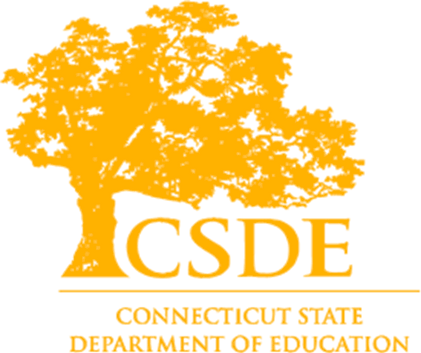 CSDE
CONNECTICUT STATE
DEPARTMENT OF EDUCATION